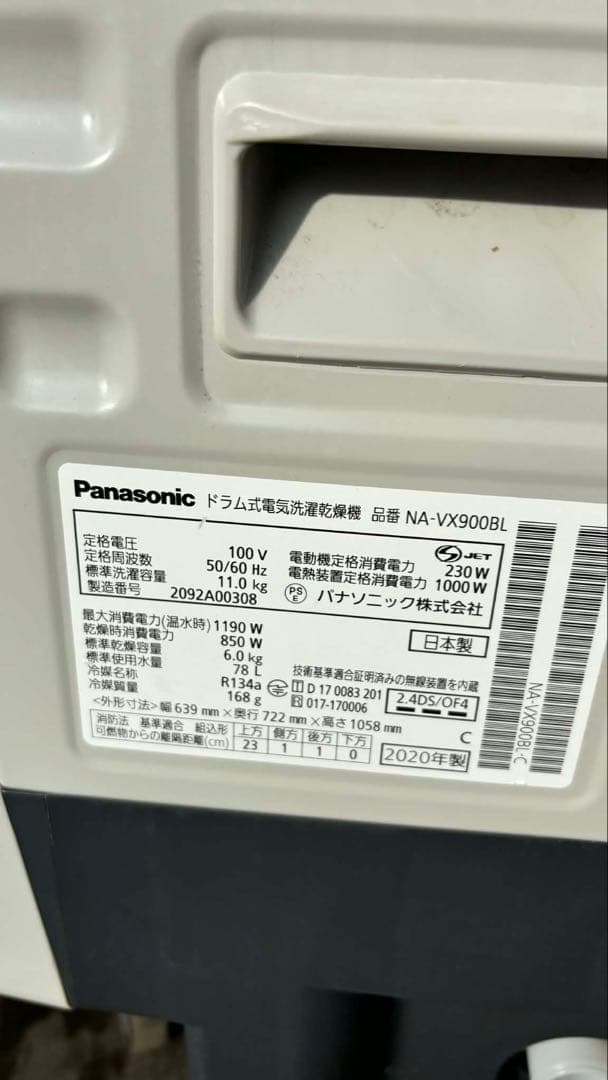 Panasonic ドラム式電気洗濯乾燥機 品番 NA-VX900BL
定格電圧 100 V
定格周波数 50/60 Hz
標準洗濯容量 11.0 kg
製造番号 2092A00308
S JET
電動機定格消費電力 230 W
電熱装置定格消費電力 1000 W
PS E パナソニック株式会社
最大消費電力(温水時) 1190 W
乾燥時消費電力 850 W
標準乾燥容量 6.0 kg
標準使用水量 78 L
冷媒名称 R134a
冷媒質量 168 g
日本製
技術基準適合証明済みの無線装置を内蔵
T D 17 0083 201
R 017-170006
2.4DS/OF4
<外形寸法> 幅 639 mm × 奥行 722 mm × 高さ 1058 mm
C
消防法 基準適合 組込形 上方 側方 後方 下方
可燃物からの離隔距離(cm) 23 1 1 0
2020年製
NA-VX900BL-C